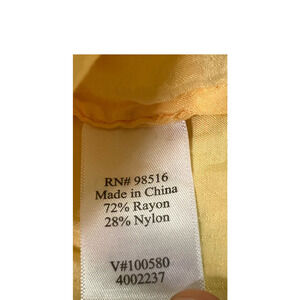 RN# 98516
Made in China
72% Rayon
28% Nylon
V#100580
4002237